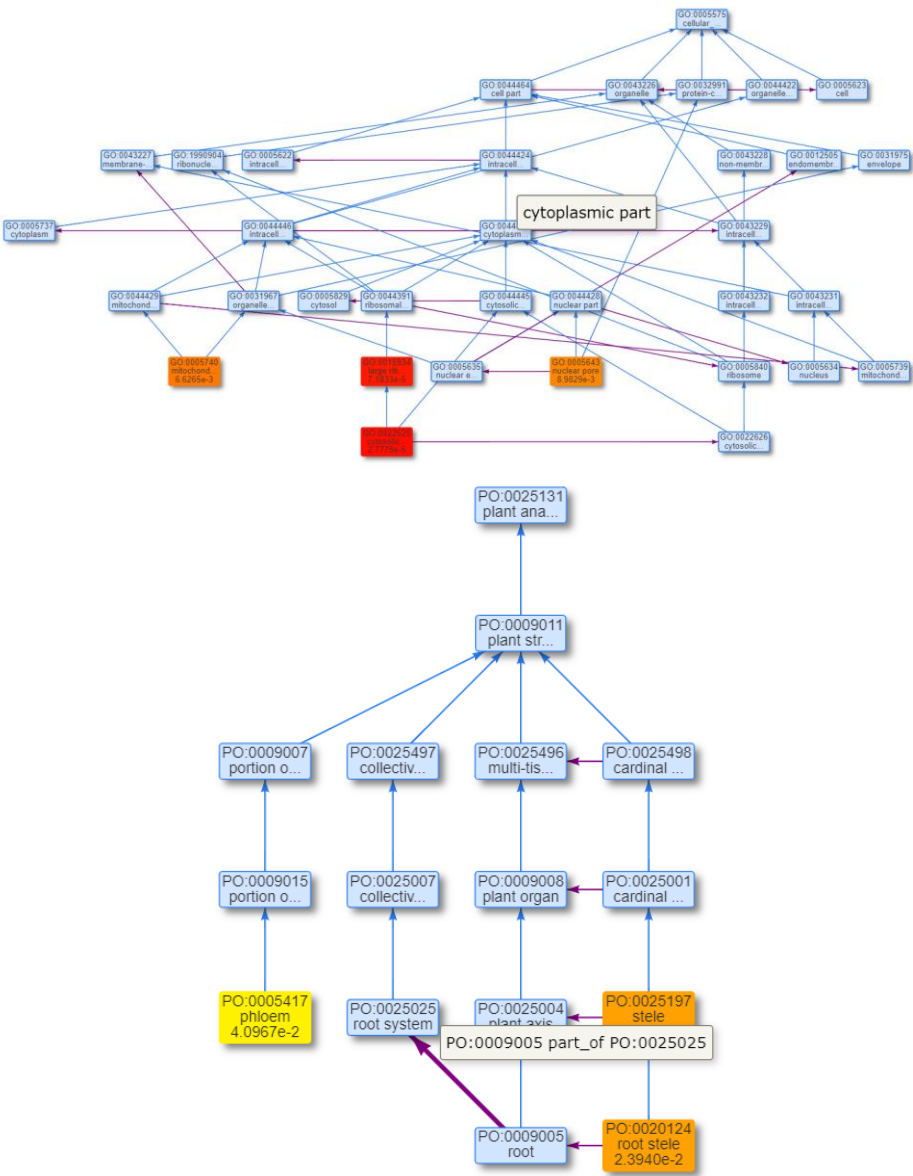 GO:0005575
cellular_...
GO:0044464
cell part
GO:0043226
organelle
GO:0032991
protein-c...
GO:0044422
organelle...
GO:0005623
cell
GO:0043227
membrane-...
GO:1990904
ribonucle...
GO:0005622
intracell...
GO:0044424
intracell...
GO:0043228
non-membr...
GO:0012505
endomembr...
GO:0031975
envelope
cytoplasmic part
GO:0005737
cytoplasm
GO:0044446
intracell...
GO:0044
cytoplasm...
GO:0043229
intracell...
GO:0044429
mitochond...
GO:0031967
organelle...
GO:0005829
cytosol
GO:0044391
ribosomal...
GO:0044445
cytosolic...
GO:0044428
nuclear part
GO:0043232
intracell...
GO:0043231
intracell...
GO:0005740
mitochond...
6.6265e-3
GO:0015934
large rib...
GO:0005635
nuclear e...
GO:0005643
nuclear pore
8.9829e-3
GO:0005840
ribosome
GO:0005634
nucleus
GO:0005739
mitochond...
cytosolic...
GO:0022626
cytosolic...
PO:0025131
plant ana...
PO:0009011
plant str...
PO:0009007
portion o...
PO:0025497
collectiv...
PO:0025496
multi-tis...
PO:0025498
cardinal ...
PO:0009015
portion o...
PO:0025007
collectiv...
PO:0009008
plant organ
PO:0025001
cardinal ...
PO:0005417
phloem
4.0967e-2
PO:0025025
root system
PO:0025004
plant axis
PO:0025197
stele
PO:0009005 part_of PO:0025025
PO:0009005
root
PO:0020124
root stele
2.3940e-2